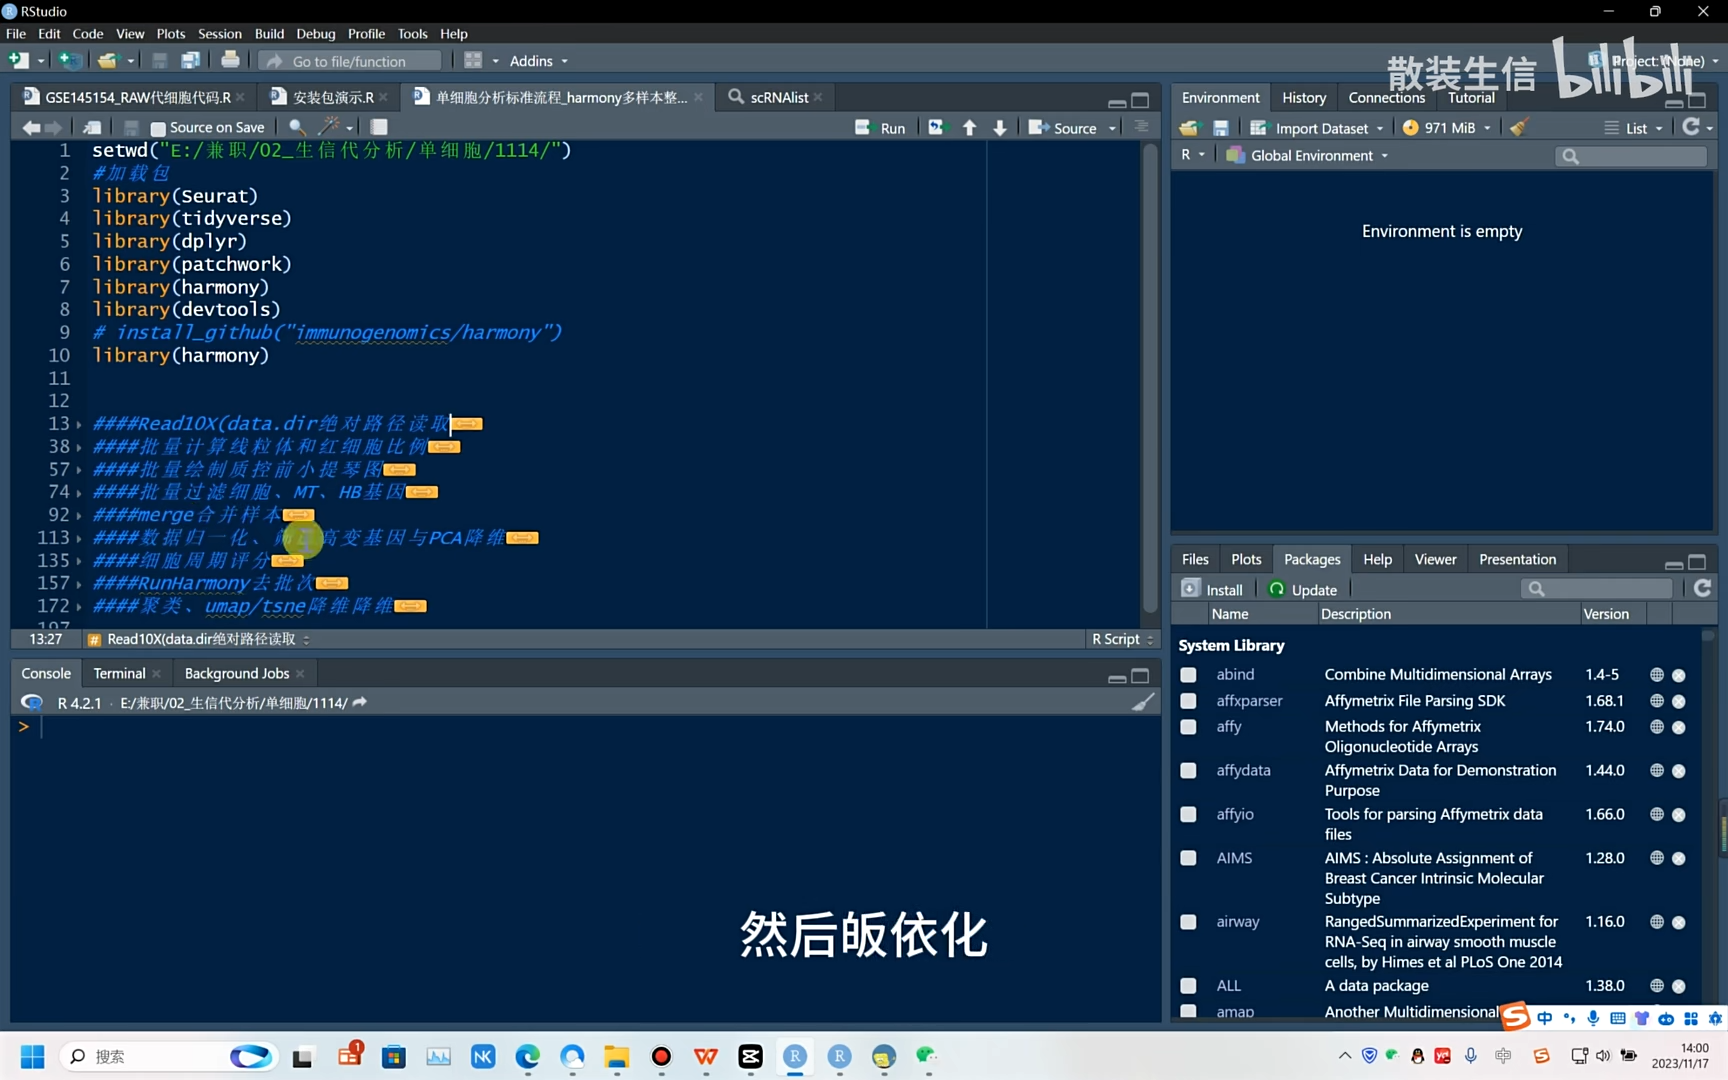 RStudio
File Edit Code View Plots Session Build Debug Profile Tools Help
Go to file/function Addins
散装生信 bilibili
GSE145154_RAW代细胞代码.R 安装包演示.R 单细胞分析标准流程_harmony多样本整... scRNAlist
Source on Save Run Source
1 setwd("E:/兼职/02_生信代分析/单细胞/1114/")
2 #加载包
3 library(Seurat)
4 library(tidyverse)
5 library(dplyr)
6 library(patchwork)
7 library(harmony)
8 library(devtools)
9 # install_github("immunogenomics/harmony")
10 library(harmony)
11
12
13 ####Read10X(data.dir绝对路径读取
38 ####批量计算线粒体和红细胞比例
57 ####批量绘制质控前小提琴图
74 ####批量过滤细胞、MT、HB基因
92 ####merge合并样本
113 ####数据归一化、筛 高变基因与PCA降维
135 ####细胞周期评分
157 ####RunHarmony去批次
172 ####聚类、umap/tsne降维降维
197
13:27 # Read10X(data.dir绝对路径读取 R Script
Console Terminal Background Jobs
R 4.2.1 · E:/兼职/02_生信代分析/单细胞/1114/
>
Environment History Connections Tutorial
Import Dataset 971 MiB List
R Global Environment
Environment is empty
Files Plots Packages Help Viewer Presentation
Install Update
Name Description Version
System Library
abind Combine Multidimensional Arrays 1.4-5
affxparser Affymetrix File Parsing SDK 1.68.1
affy Methods for Affymetrix 1.74.0
Oligonucleotide Arrays
affydata Affymetrix Data for Demonstration 1.44.0
Purpose
affyio Tools for parsing Affymetrix data 1.66.0
files
AIMS AIMS : Absolute Assignment of 1.28.0
Breast Cancer Intrinsic Molecular
Subtype
airway RangedSummarizedExperiment for 1.16.0
RNA-Seq in airway smooth muscle
cells, by Himes et al PLoS One 2014
ALL A data package 1.38.0
amap Another Multidimensional
然后皈依化
中
搜索 1 NK 14:00
2023/11/17